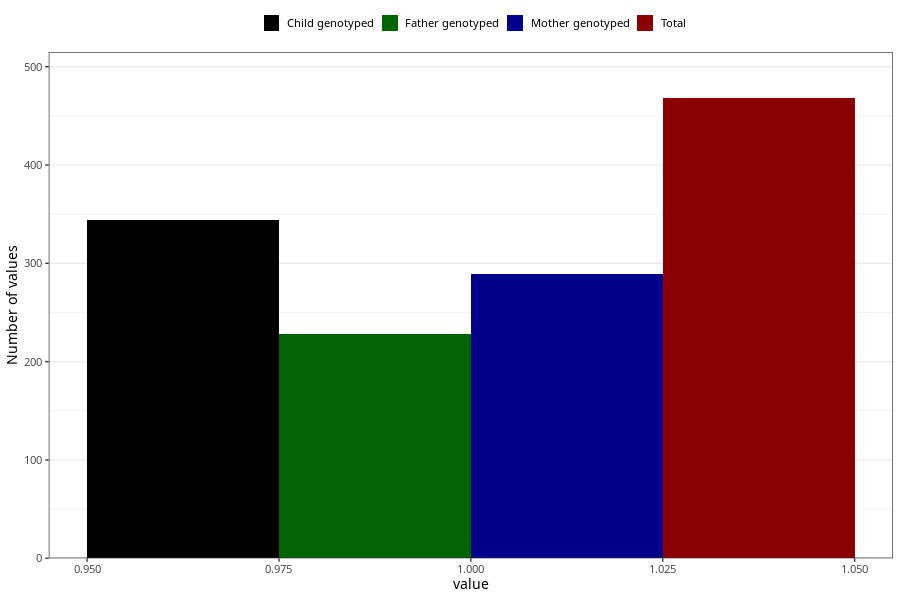 Child genotyped Father genotyped Mother genotyped Total
500
400
300
200
100
0
Number of values
0.950 0.975 1.000 1.025 1.050
value